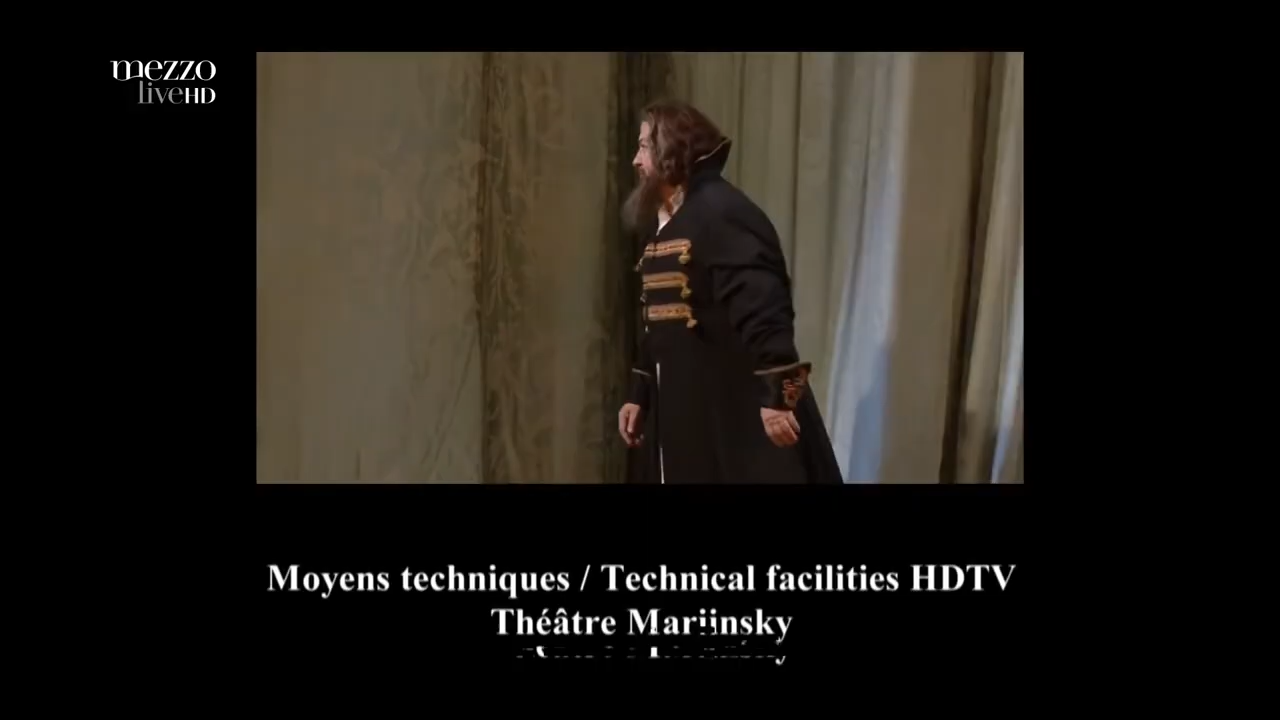 mezzo
liveHD
Moyens techniques / Technical facilities HDTV
Théâtre Mariinsky